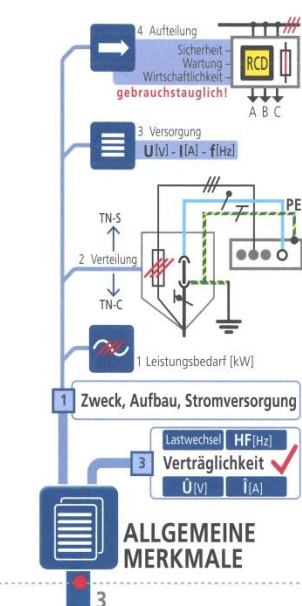 4 Aufteilung
Sicherheit
Wartung
Wirtschaftlichkeit
gebrauchstauglich!
RCD
A B C
3 Versorgung
U[V] - I[A] - f[Hz]
TN-S
2 Verteilung
TN-C
PE
1 Leistungsbedarf [kW]
1 Zweck, Aufbau, Stromversorgung
Lastwechsel HF[Hz]
3 Verträglichkeit
Û[V] Î[A]
ALLGEMEINE
MERKMALE
3